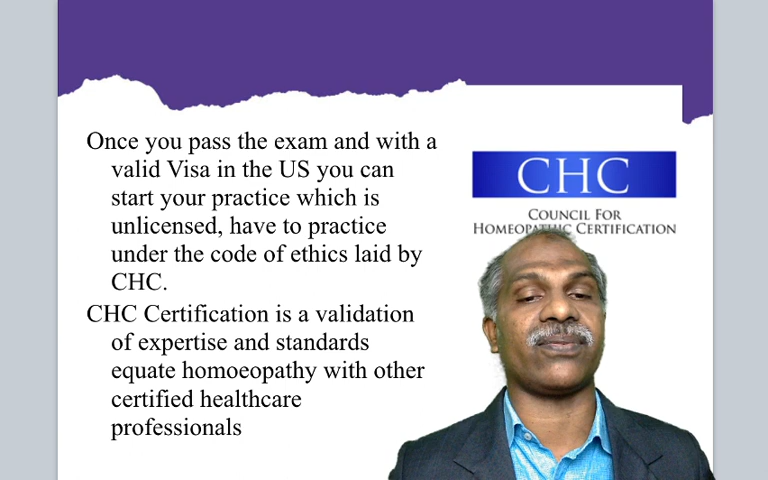 Once you pass the exam and with a
valid Visa in the US you can
start your practice which is
unlicensed, have to practice
under the code of ethics laid by
CHC.
CHC Certification is a validation
of expertise and standards
equate homoeopathy with other
certified healthcare
professionals
CHC
COUNCIL FOR
HOMEOPATHIC CERTIFICATION